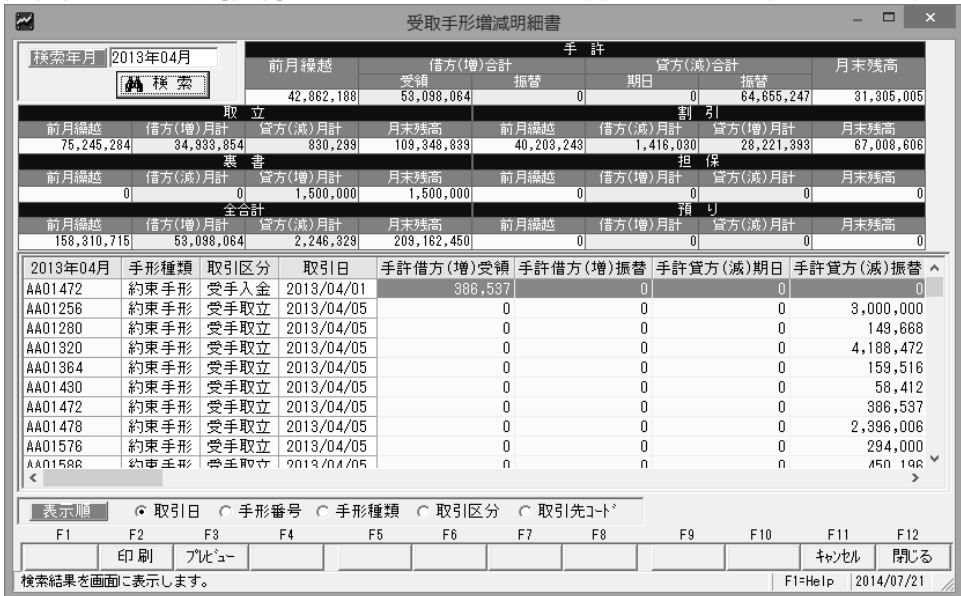 受取手形増減明細書
検索年月 2013年04月
検 索
手 許
前月繰越 借方(増)合計 貸方(減)合計 月末残高
受領 振替 期日 振替
42,862,188 53,098,064 0 0 64,655,247 31,305,005
取 立 割 引
前月繰越 借方(増)月計 貸方(減)月計 月末残高 前月繰越 借方(減)月計 貸方(増)月計 月末残高
75,245,284 34,933,854 830,299 109,348,839 40,203,243 1,416,030 28,221,393 67,008,606
裏 書 担 保
前月繰越 借方(減)月計 貸方(増)月計 月末残高 前月繰越 借方(増)月計 貸方(減)月計 月末残高
0 0 1,500,000 1,500,000 0 0 0 0
全合計 預 り
前月繰越 借方(増)月計 貸方(減)月計 月末残高 前月繰越 借方(増)月計 貸方(減)月計 月末残高
158,310,715 53,098,064 2,246,329 209,162,450 0 0 0 0
2013年04月 手形種類 取引区分 取引日 手許借方(増)受領 手許借方(増)振替 手許貸方(減)期日 手許貸方(減)振替
AA01472 約束手形 受手入金 2013/04/01 386,537 0 0 0
AA01256 約束手形 受手取立 2013/04/05 0 0 0 3,000,000
AA01280 約束手形 受手取立 2013/04/05 0 0 0 149,668
AA01320 約束手形 受手取立 2013/04/05 0 0 0 4,188,472
AA01364 約束手形 受手取立 2013/04/05 0 0 0 159,516
AA01430 約束手形 受手取立 2013/04/05 0 0 0 58,412
AA01472 約束手形 受手取立 2013/04/05 0 0 0 386,537
AA01478 約束手形 受手取立 2013/04/05 0 0 0 2,396,006
AA01576 約束手形 受手取立 2013/04/05 0 0 0 294,000
AA01586 約束手形 受手取立 2013/04/05 0 0 0 450,196
表示順 取引日 手形番号 手形種類 取引区分 取引先ｺｰﾄﾞ
F1 F2 F3 F4 F5 F6 F7 F8 F9 F10 F11 F12
印 刷 ﾌﾟﾚﾋﾞｭｰ ｷｬﾝｾﾙ 閉じる
検索結果を画面に表示します。 F1=Help 2014/07/21